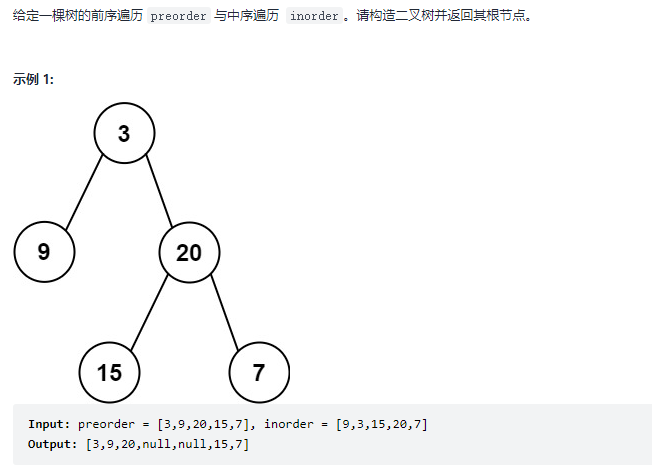 给定一棵树的前序遍历 preorder 与中序遍历 inorder 。请构造二叉树并返回其根节点。
示例 1:
3
9
20
15
7
Input: preorder = [3,9,20,15,7], inorder = [9,3,15,20,7]
Output: [3,9,20,null,null,15,7]